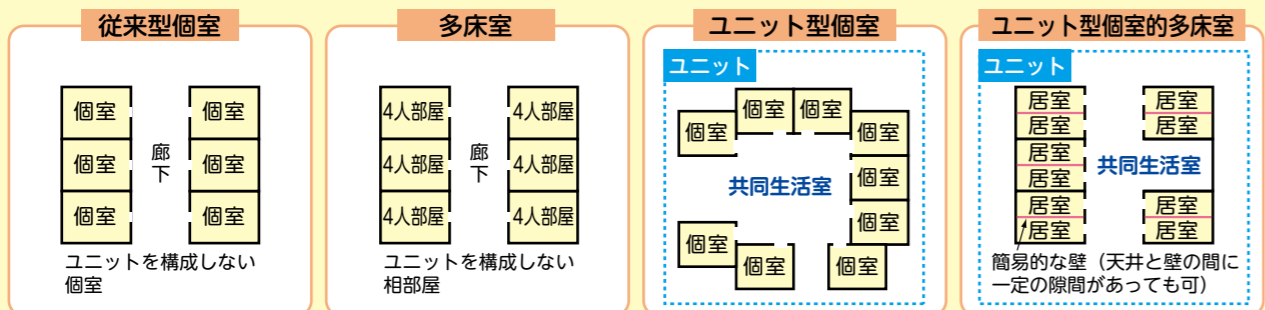 従来型個室
個室
個室
個室
廊下
個室
個室
個室
ユニットを構成しない
個室
多床室
4人部屋
4人部屋
4人部屋
廊下
4人部屋
4人部屋
4人部屋
ユニットを構成しない
相部屋
ユニット型個室
ユニット
個室
個室
個室
個室
個室
個室
共同生活室
個室
個室
個室
ユニット型個室的多床室
ユニット
居室
居室
居室
居室
居室
居室
居室
居室
共同生活室
居室
居室
簡易的な壁（天井と壁の間に
一定の隙間があっても可）